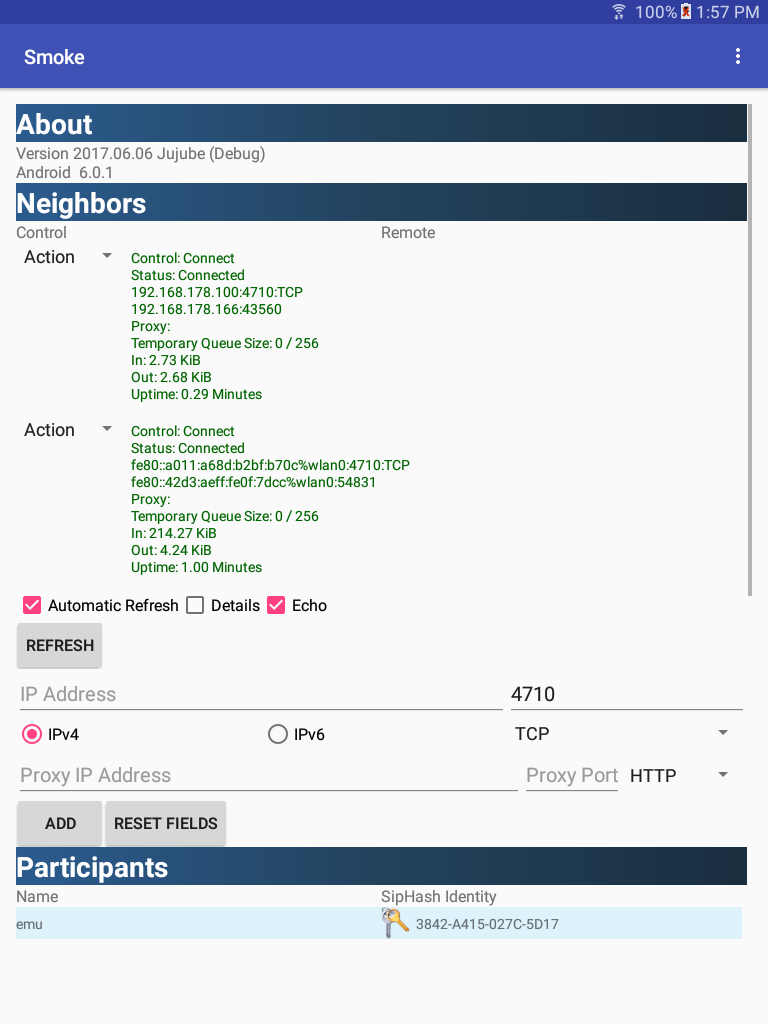 100% 1:57 PM
Smoke
About
Version 2017.06.06 Jujube (Debug)
Android 6.0.1
Neighbors
Control Remote
Action
Control: Connect
Status: Connected
192.168.178.100:4710:TCP
192.168.178.166:43560
Proxy:
Temporary Queue Size: 0 / 256
In: 2.73 KiB
Out: 2.68 KiB
Uptime: 0.29 Minutes
Action
Control: Connect
Status: Connected
fe80::a011:a68d:b2bf:b70c%wlan0:4710:TCP
fe80::42d3:aeff:fe0f:7dcc%wlan0:54831
Proxy:
Temporary Queue Size: 0 / 256
In: 214.27 KiB
Out: 4.24 KiB
Uptime: 1.00 Minutes
Automatic Refresh Details Echo
REFRESH
IP Address 4710
IPv4 IPv6 TCP
Proxy IP Address Proxy Port HTTP
ADD RESET FIELDS
Participants
Name SipHash Identity
emu 3842-A415-027C-5D17